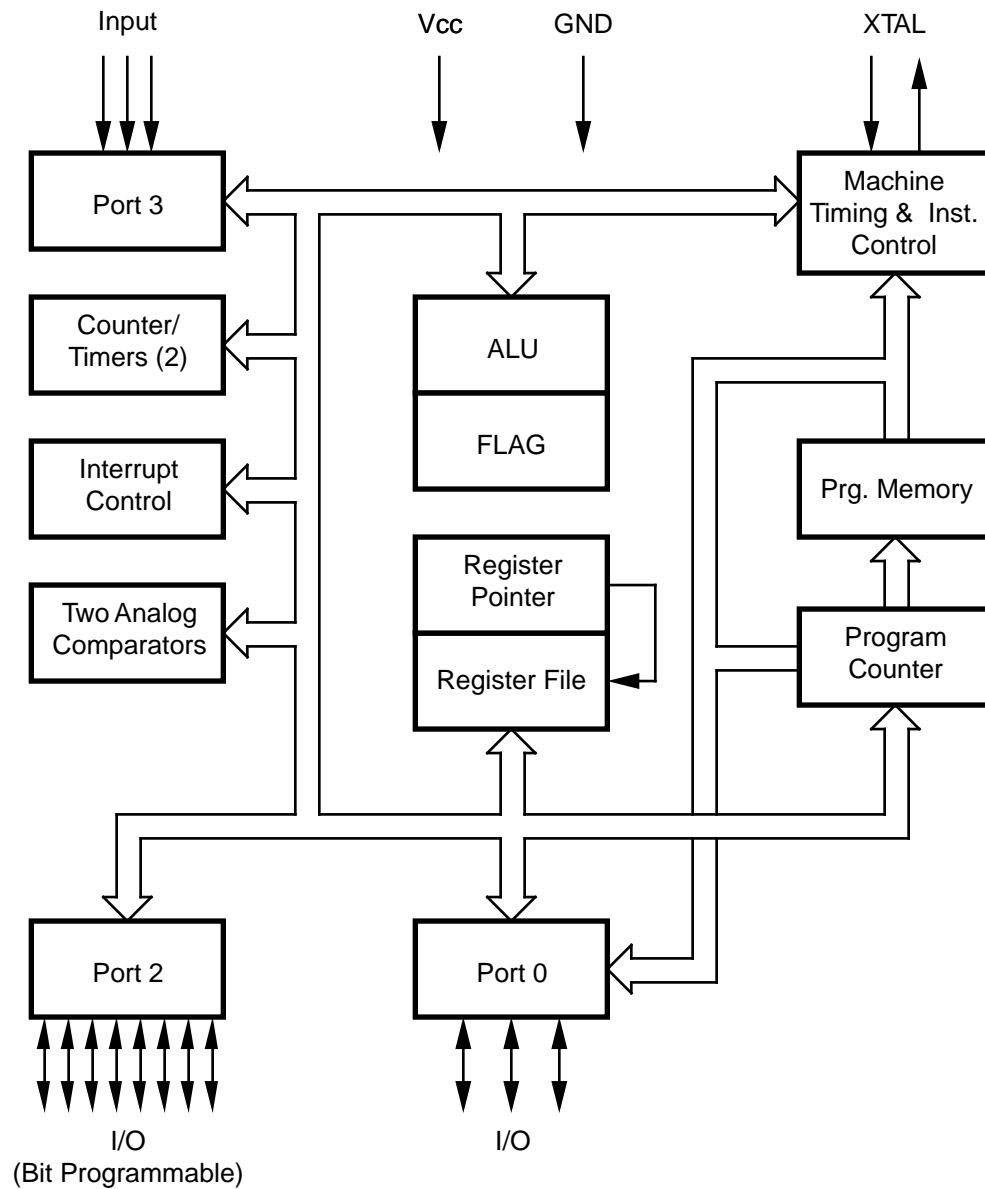 Input
Vcc
GND
XTAL
Port 3
Machine
Timing & Inst.
Control
Counter/
Timers (2)
ALU
FLAG
Interrupt
Control
Prg. Memory
Register
Pointer
Two Analog
Comparators
Register File
Program
Counter
Port 2
Port 0
I/O
(Bit Programmable)
I/O